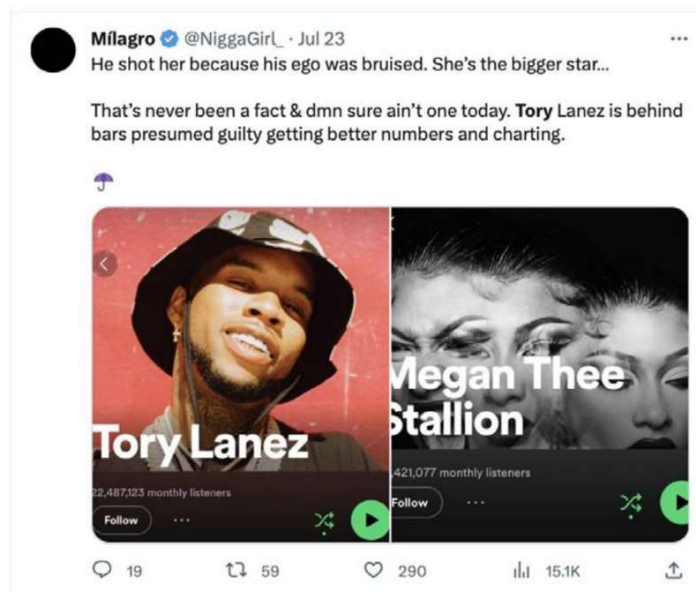 Mílagro @NiggaGirl_ · Jul 23
He shot her because his ego was bruised. She's the bigger star...
That's never been a fact & dmn sure ain't one today. Tory Lanez is behind
bars presumed guilty getting better numbers and charting.
Tory Lanez
22,487,123 monthly listeners
Follow
Megan Thee
Stallion
,421,077 monthly listeners
Follow
19 59 290 15.1K